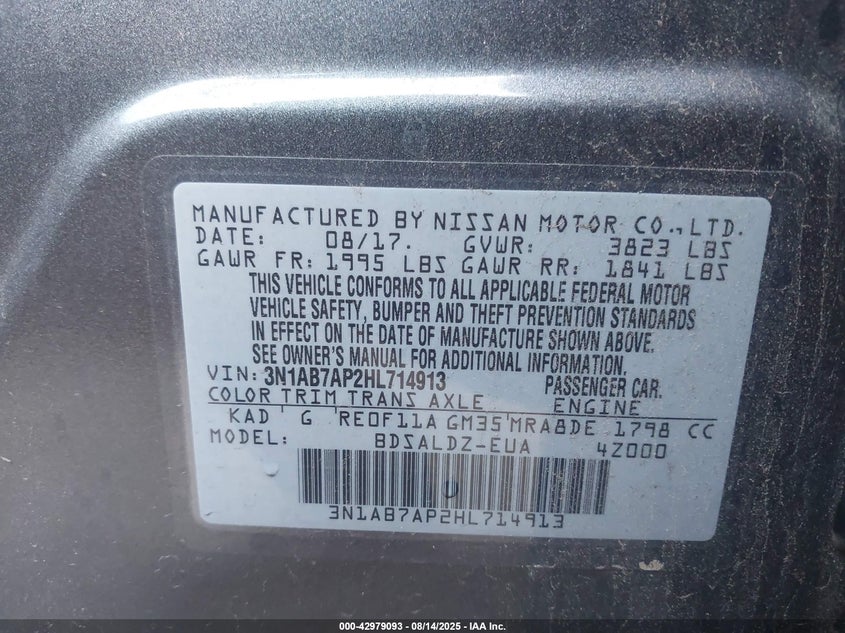 MANUFACTURED BY NISSAN MOTOR CO.,LTD.
DATE: 08/17. GVWR: 3823 LBS
GAWR FR: 1995 LBS GAWR RR: 1841 LBS
THIS VEHICLE CONFORMS TO ALL APPLICABLE FEDERAL MOTOR
VEHICLE SAFETY, BUMPER AND THEFT PREVENTION STANDARDS
IN EFFECT ON THE DATE OF MANUFACTURE SHOWN ABOVE.
SEE OWNER'S MANUAL FOR ADDITIONAL INFORMATION.
VIN: 3N1AB7AP2HL714913 PASSENGER CAR.
COLOR TRIM TRANS AXLE ENGINE
KAD G RE0F11A GM35 MRA8DE 1798 CC
MODEL: BDSALDZ-EUA 4Z000
U
3N1AB7AP2HL714913
000-42979093 - 08/14/2025 - IAA Inc.